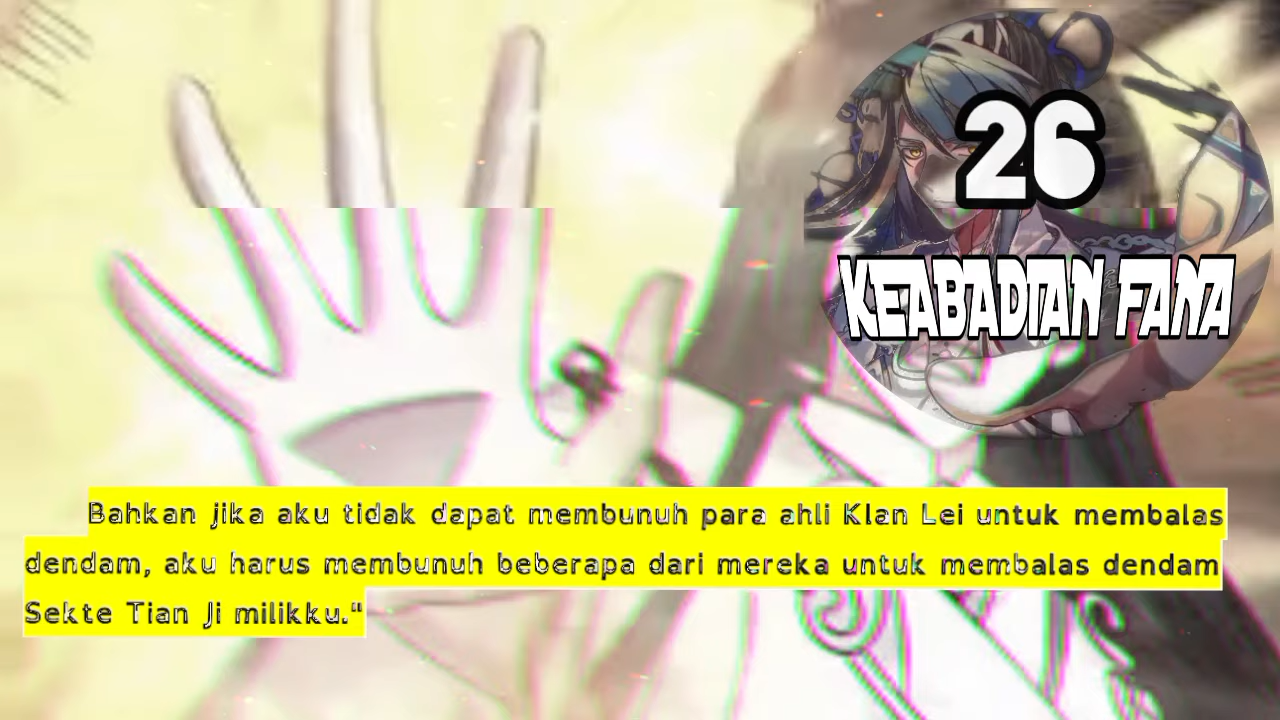 26
KEABADIAN FANA
Bahkan jika aku tidak dapat membunuh para ahli Klan Lei untuk membalas
dendam, aku harus membunuh beberapa dari mereka untuk membalas dendam
Sekte Tian Ji milikku."